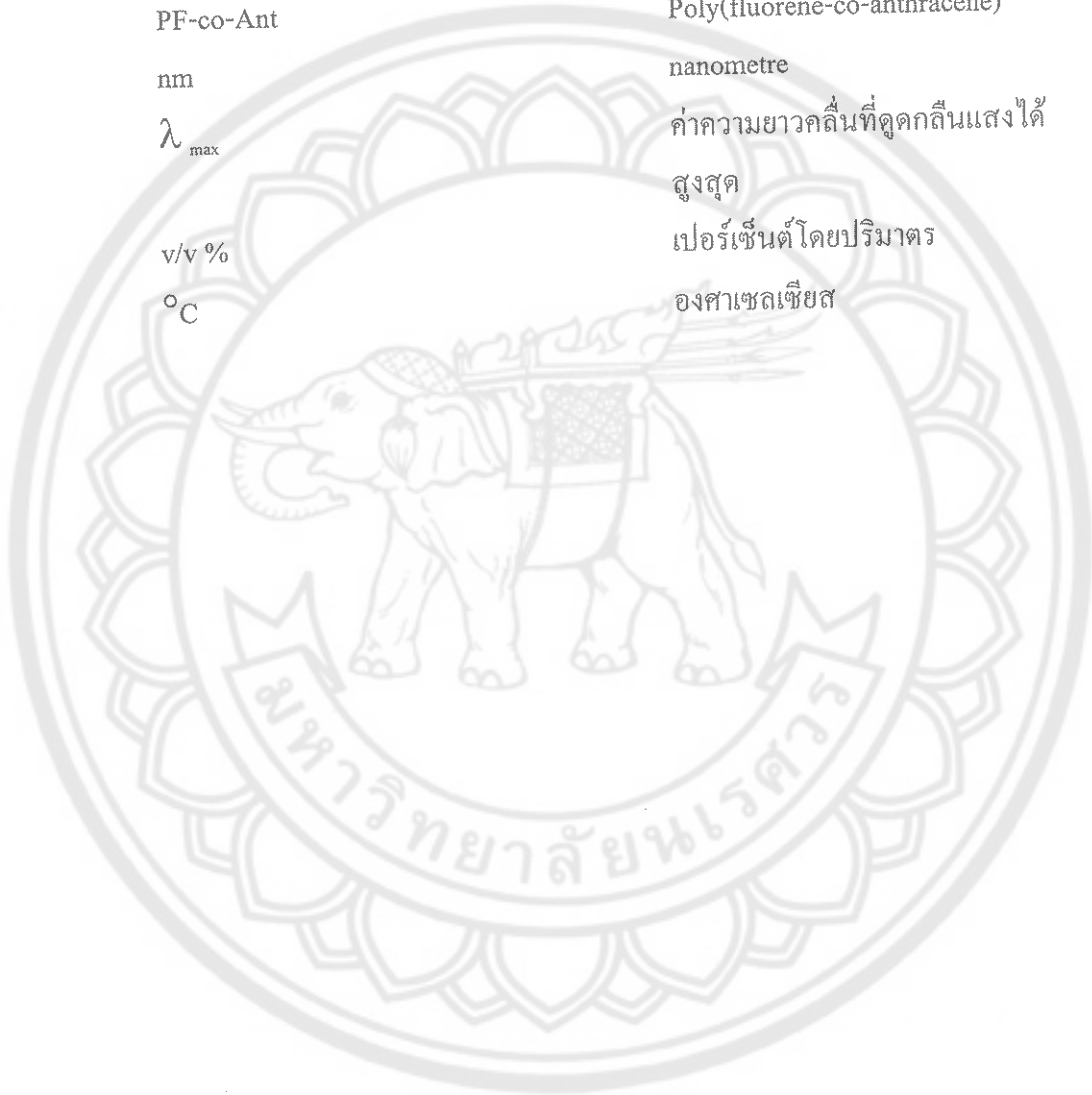 PF-co-Ant Poly(fluorene-co-anthracene)
nm nanometre
λ max ค่าความยาวคลื่นที่ดูดกลืนแสงได้
สูงสุด
v/v % เปอร์เซ็นต์โดยปริมาตร
°C องศาเซลเซียส
มหาวิทยาลัยนเรศวร